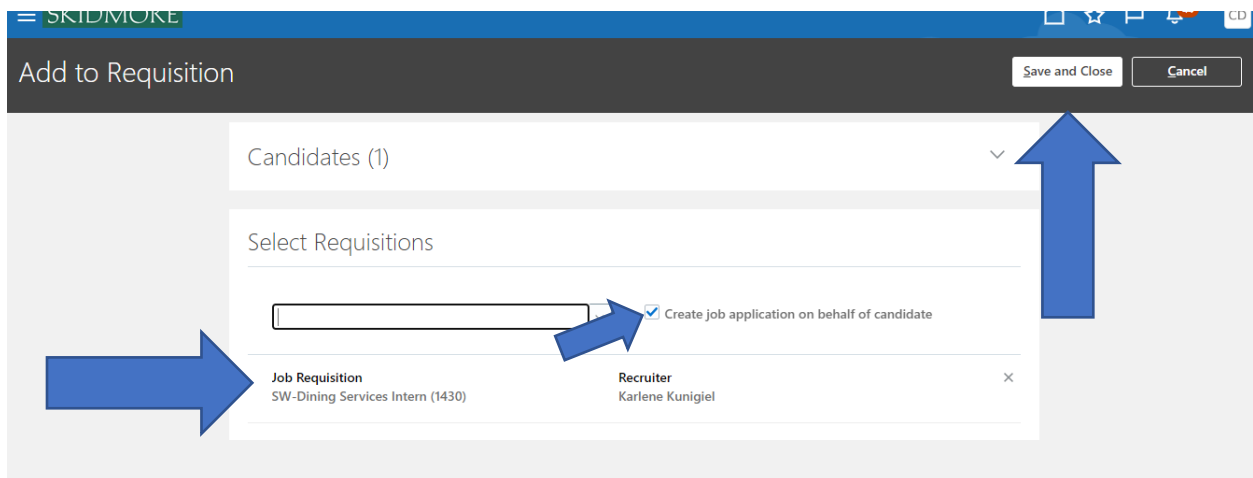 SKIDMORE
CD
Add to Requisition
Save and Close
Cancel
Candidates (1)
Select Requisitions
Create job application on behalf of candidate
Job Requisition
Recruiter
SW-Dining Services Intern (1430)
Karlene Kunigiel